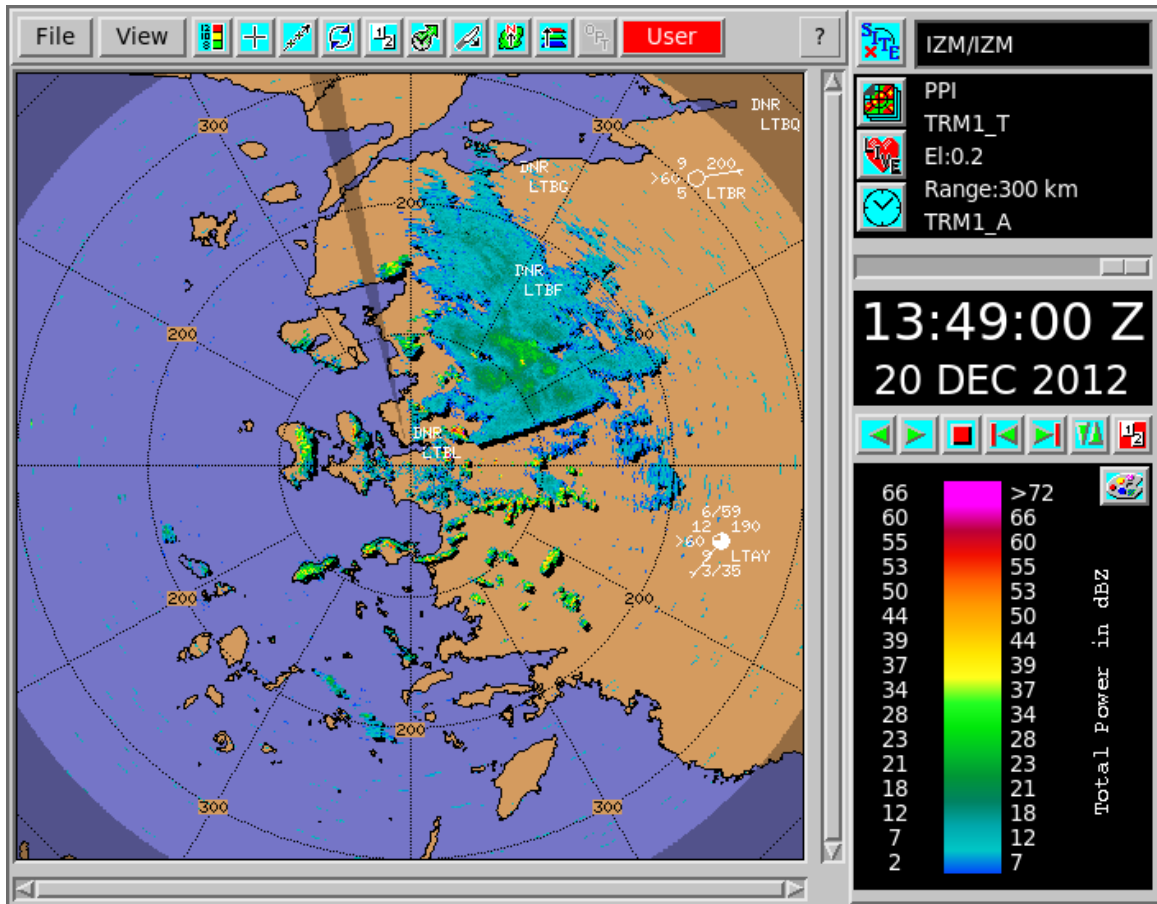 File View User ?
SITE
IZM/IZM
PPI
TRM1_T
LIVE
El:0.2
Range:300 km
TRM1_A
13:49:00 Z
20 DEC 2012
300
300
DNR
LTBQ
DNR
LTBG
9 200
>60
5 LTBR
200
DNR
LTBF
200
200
DNR
LTBL
6/59
12 190
>60
9 LTAY
3/35
200
200
200
300
300
66 >72
60 66
55 60
53 55
50 53
44 50
39 44
37 39
34 37
28 34
23 28
21 23
18 21
12 18
7 12
2 7
Total Power in dBZ